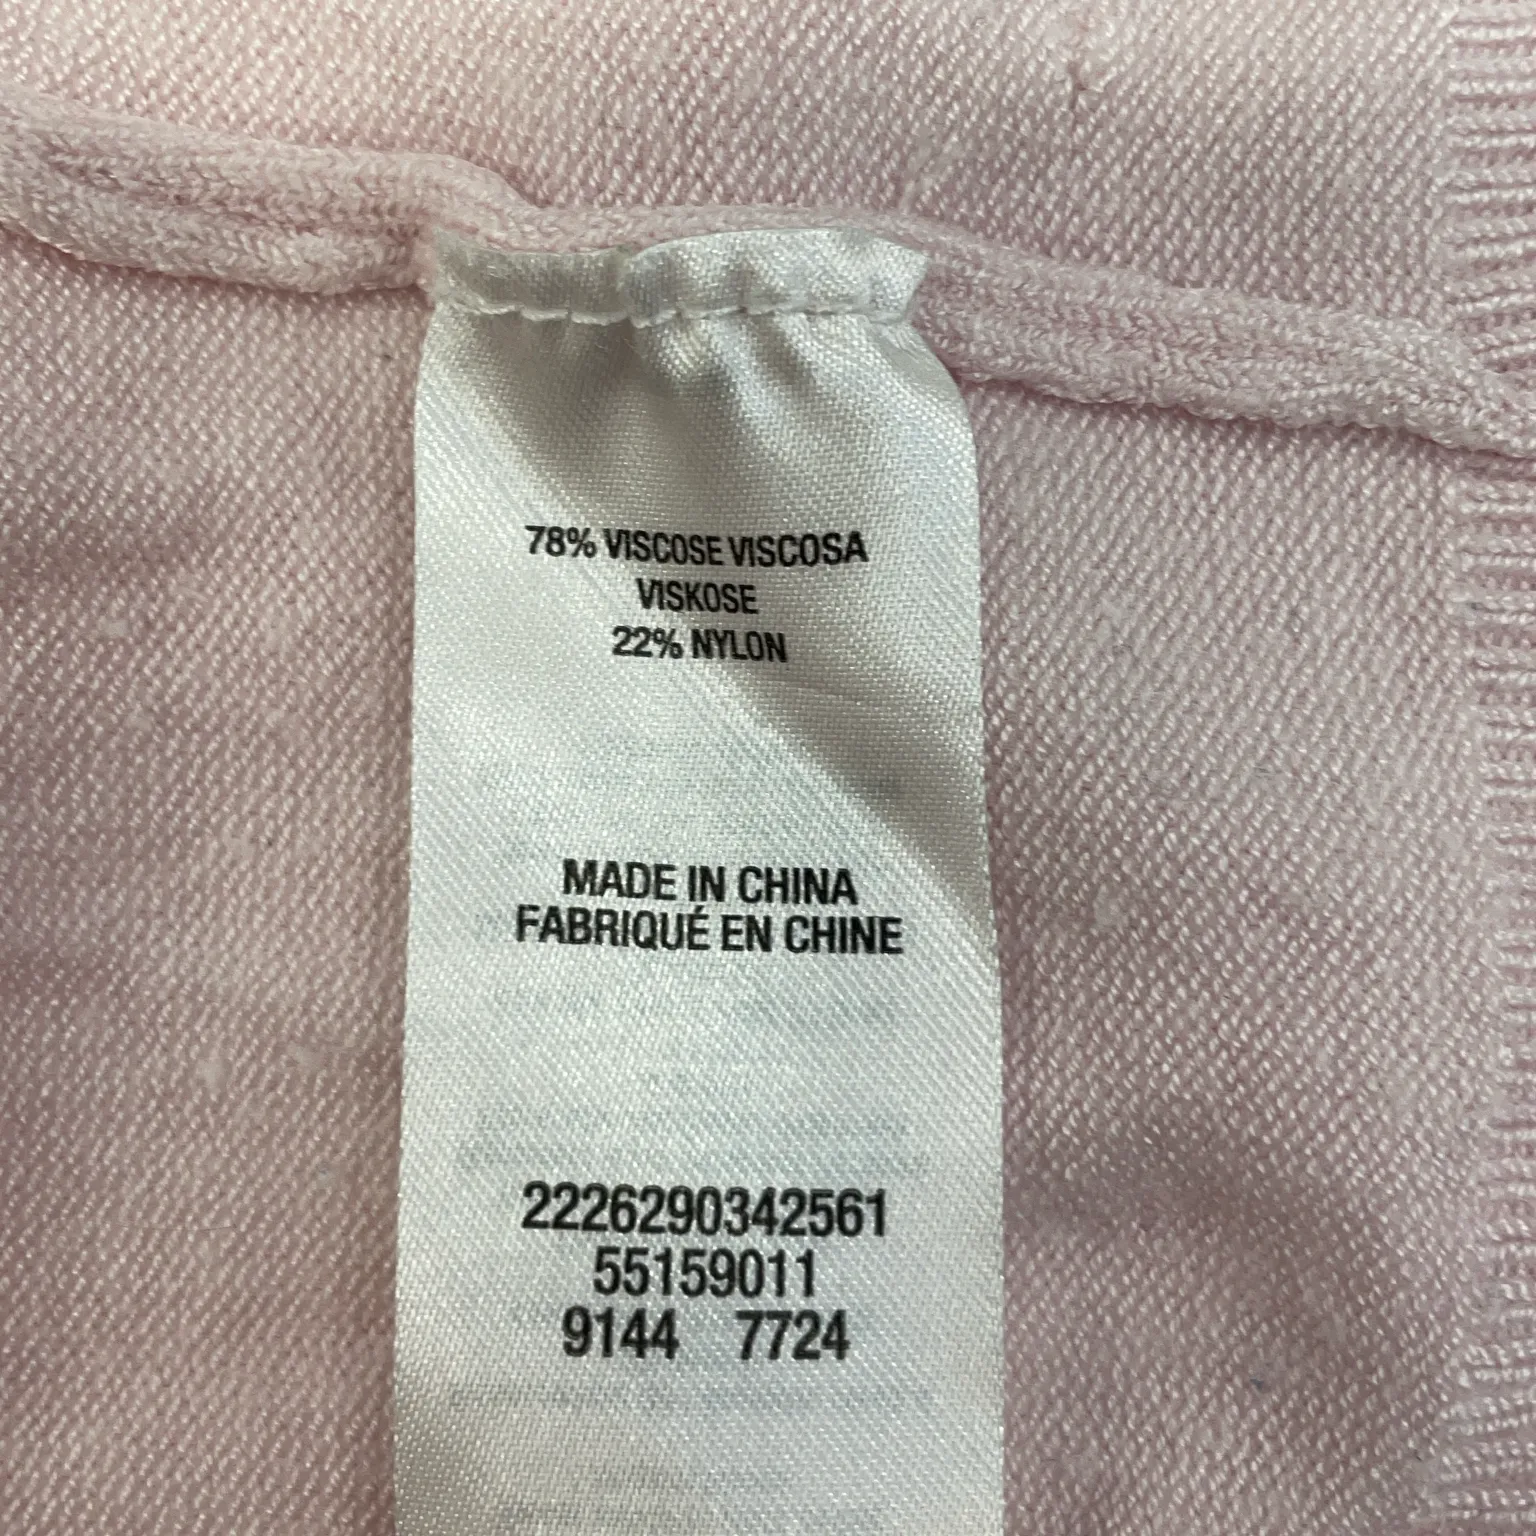 78% VISCOSE VISCOSA
VISKOSE
22% NYLON
MADE IN CHINA
FABRIQUÉ EN CHINE
2226290342561
55159011
9144 7724